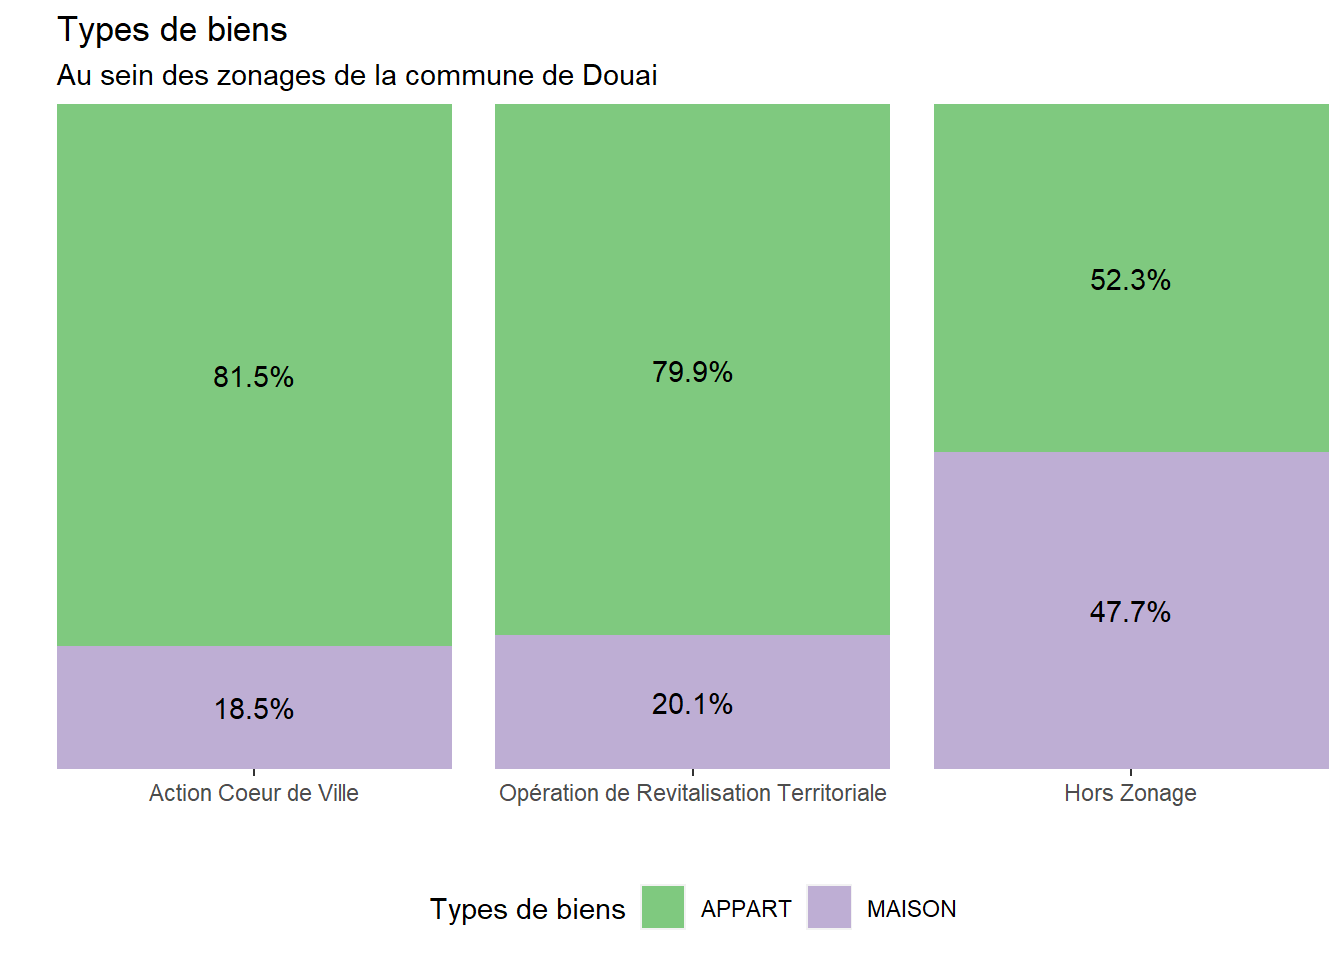 Types de biens
Au sein des zonages de la commune de Douai
81.5%
79.9%
52.3%
47.7%
18.5%
20.1%
Action Coeur de Ville
Opération de Revitalisation Territoriale
Hors Zonage
Types de biens APPART MAISON